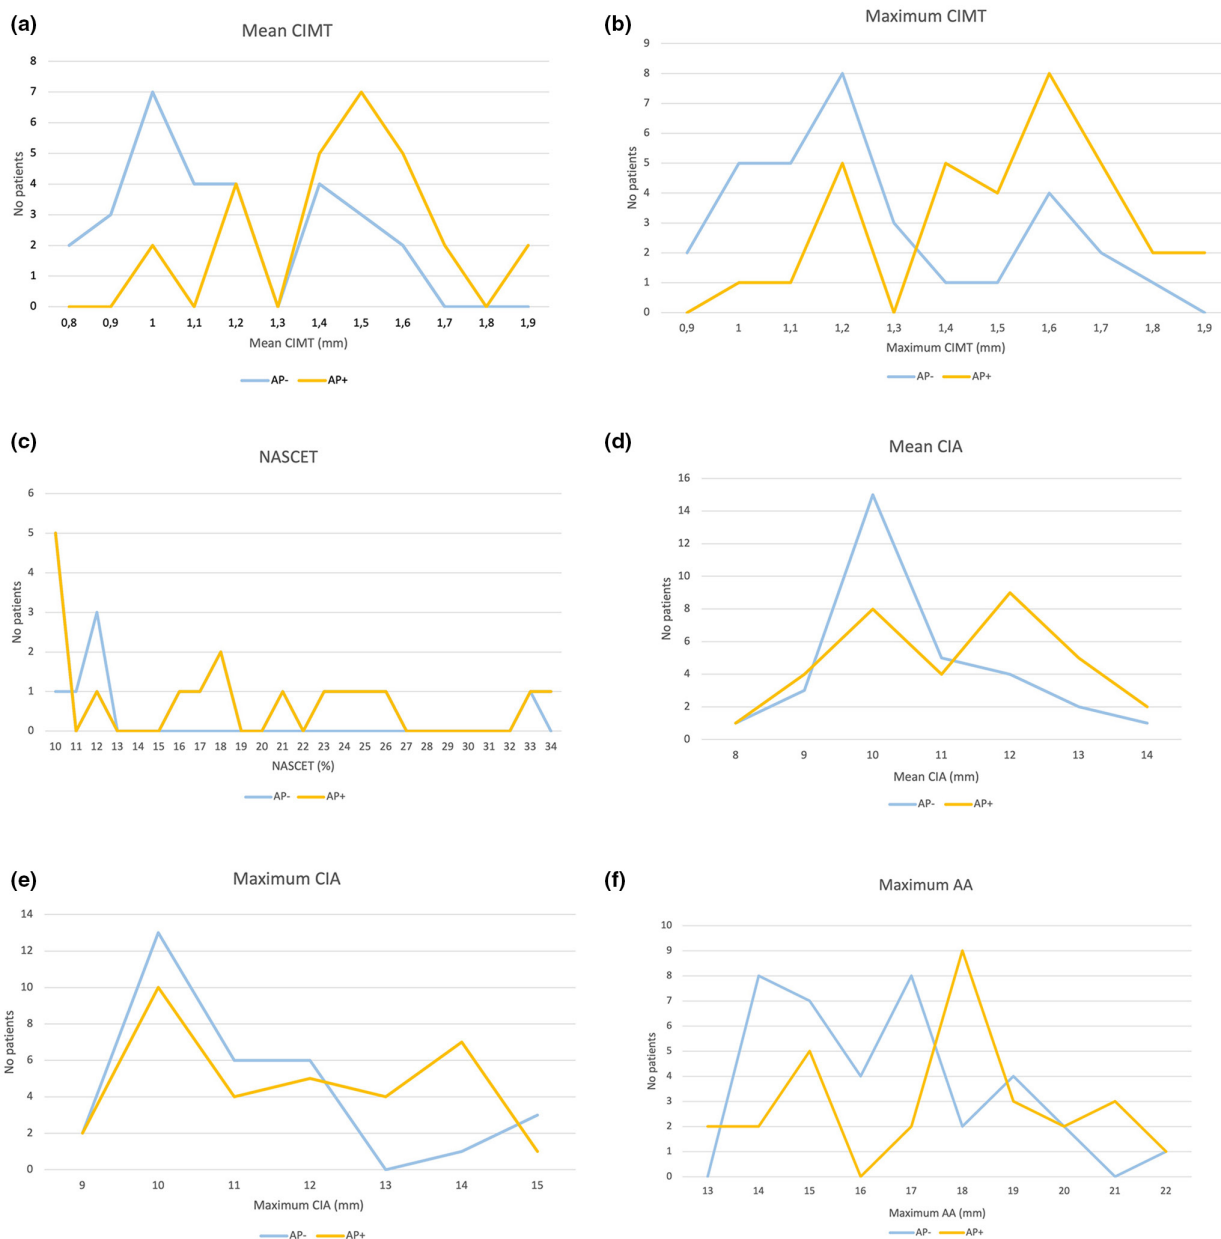 (a)
Mean CIMT
8
7
6
5
4
3
2
1
0
No patients
0,8 0,9 1 1,1 1,2 1,3 1,4 1,5 1,6 1,7 1,8 1,9
Mean CIMT (mm)
AP- AP+
(b)
Maximum CIMT
9
8
7
6
5
4
3
2
1
0
No patients
0,9 1 1,1 1,2 1,3 1,4 1,5 1,6 1,7 1,8 1,9
Maximum CIMT (mm)
AP- AP+
(c)
NASCET
6
5
4
3
2
1
0
No patients
10 11 12 13 14 15 16 17 18 19 20 21 22 23 24 25 26 27 28 29 30 31 32 33 34
NASCET (%)
AP- AP+
(d)
Mean CIA
16
14
12
10
8
6
4
2
0
No patients
8 9 10 11 12 13 14
Mean CIA (mm)
AP- AP+
(e)
Maximum CIA
14
12
10
8
6
4
2
0
No patients
9 10 11 12 13 14 15
Maximum CIA (mm)
AP- AP+
(f)
Maximum AA
10
9
8
7
6
5
4
3
2
1
0
No patients
13 14 15 16 17 18 19 20 21 22
Maximum AA (mm)
AP- AP+